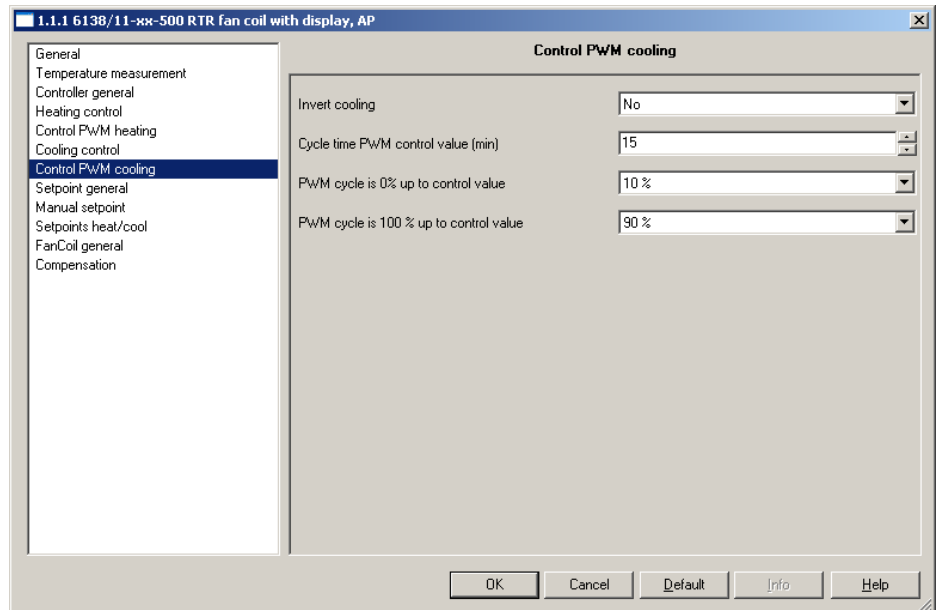 1.1.1 6138/11-xx-500 RTR fan coil with display, AP
General
Temperature measurement
Controller general
Heating control
Control PWM heating
Cooling control
Control PWM cooling
Setpoint general
Manual setpoint
Setpoints heat/cool
FanCoil general
Compensation
Control PWM cooling
Invert cooling
No
Cycle time PWM control value (min)
15
PWM cycle is 0% up to control value
10 %
PWM cycle is 100 % up to control value
90 %
OK
Cancel
Default
Info
Help